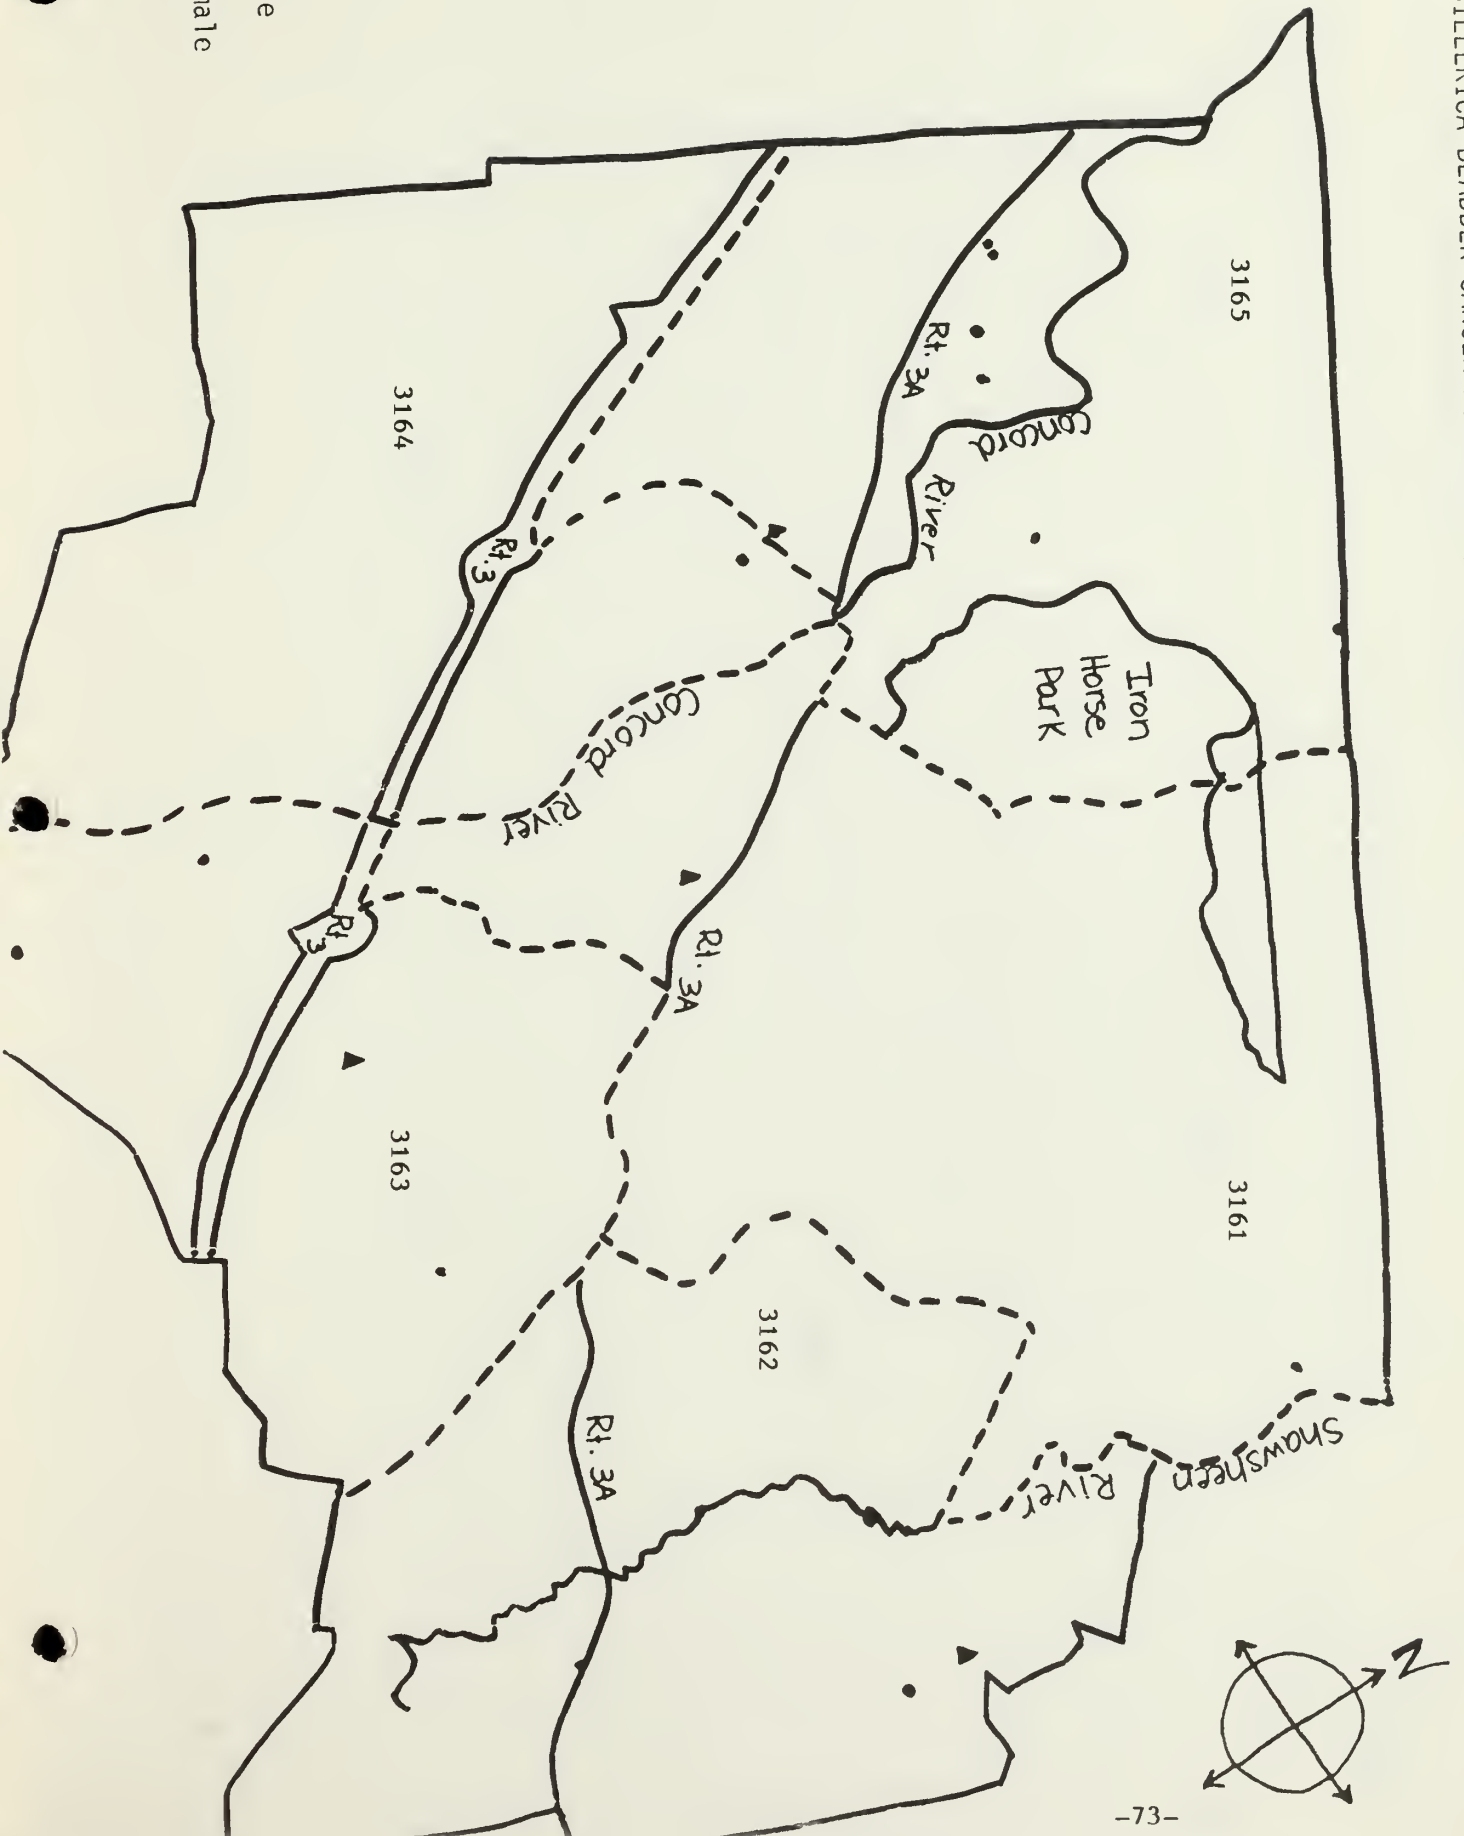 3165
Rt. 3A
Concord
River
3164
Rt. 3
Iron
Horse
Park
Concord
River
Rt. 3
Rt. 3A
3163
3161
3162
Rt. 3A
Shawsheen
River
N
-73-